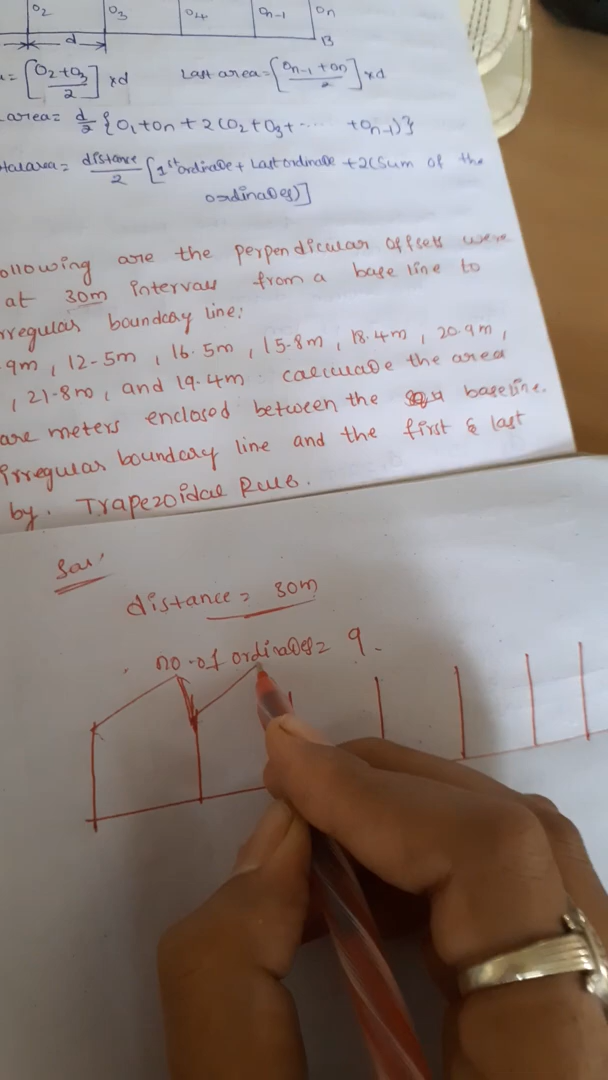 O2 O3 O4 On-1 On
d B
= [O2+O3/2] xd Last area = [On-1 + On/2] xd
area = d/2 {O1+On + 2(O2+O3+ ..... +On-1)}
distance/2 [1st ordinate + Last ordinate + 2(Sum of the
ordinates)]
ollowing are the perpendicular offsets were
at 30m intervals from a base line to
rregular boundary line:
9m, 12-5m, 16.5m, 15-8m, 18.4m, 20.9m,
, 21-8m, and 19.4m. calculate the area
are meters enclosed between the baseline.
irregular boundary line and the first & last
by. Trapezoidal Rule.
Sol'
distance = 30m
no.of ordinates = 9.